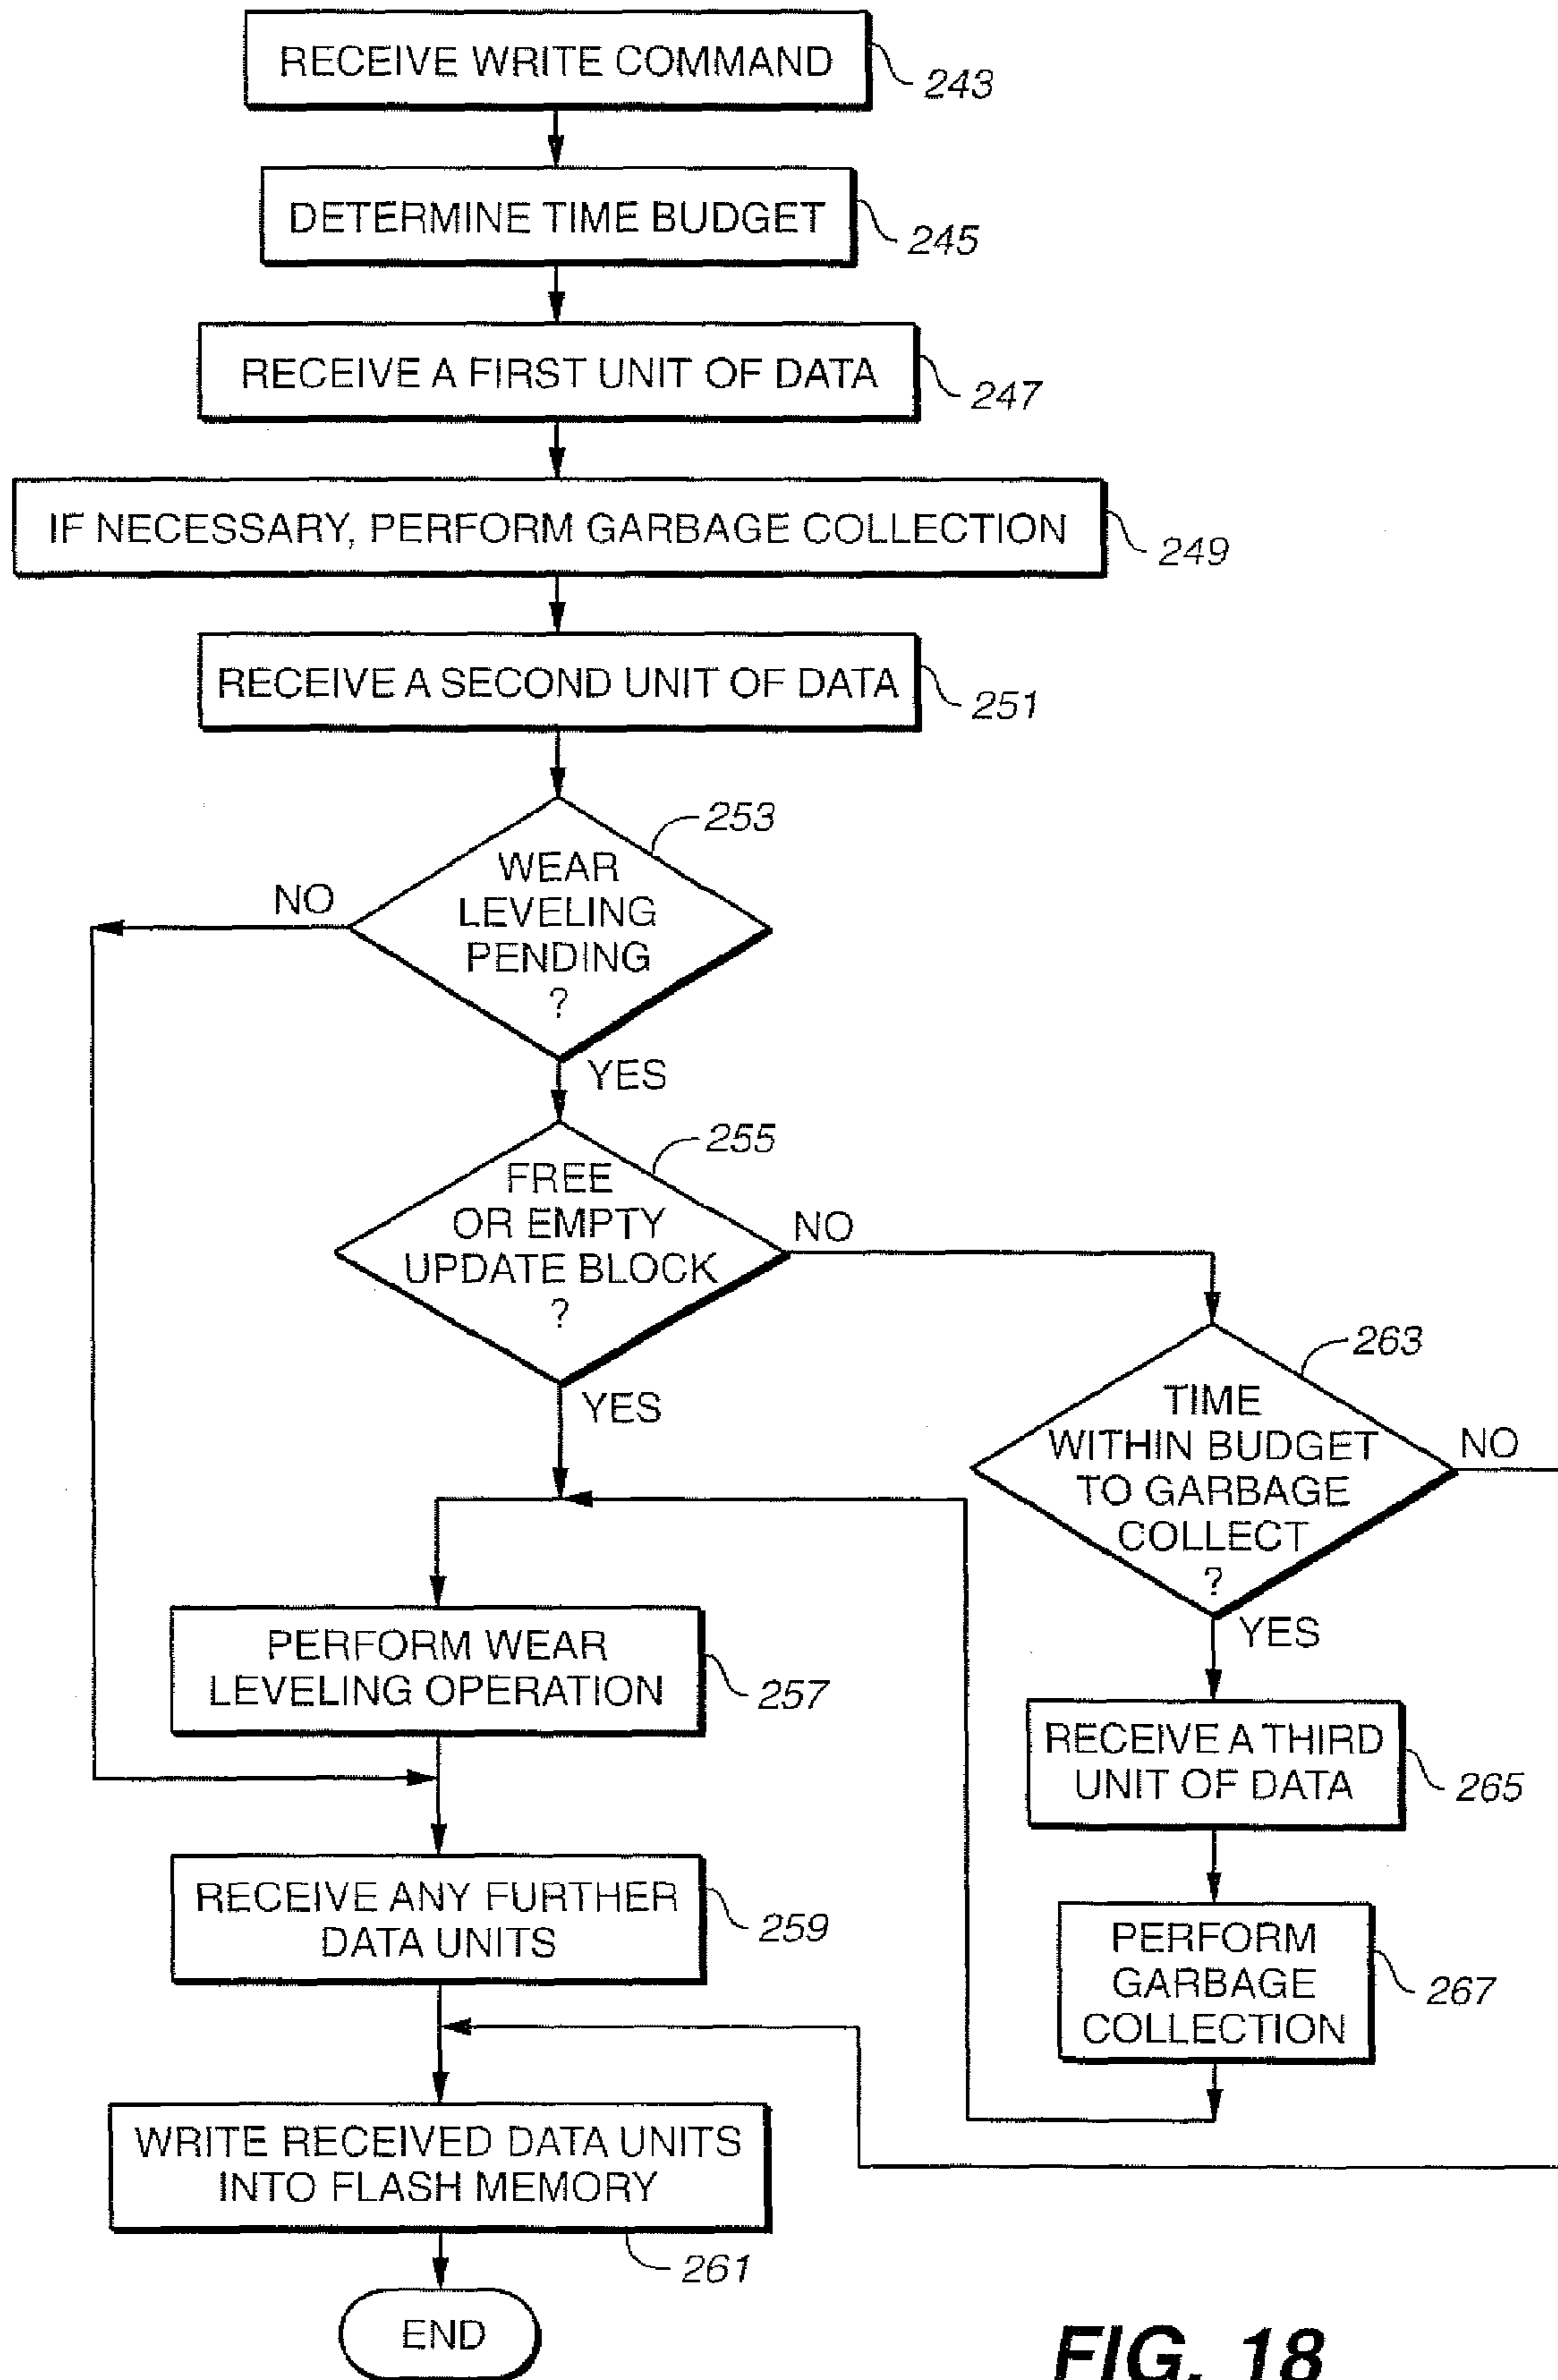 RECEIVE WRITE COMMAND
243
DETERMINE TIME BUDGET
245
RECEIVE A FIRST UNIT OF DATA
247
IF NECESSARY, PERFORM GARBAGE COLLECTION
249
RECEIVE A SECOND UNIT OF DATA
251
253
WEAR
LEVELING
PENDING
?
NO
YES
255
FREE
OR EMPTY
UPDATE BLOCK
?
NO
YES
263
TIME
WITHIN BUDGET
TO GARBAGE
COLLECT
?
NO
YES
PERFORM WEAR
LEVELING OPERATION
257
RECEIVE A THIRD
UNIT OF DATA
265
RECEIVE ANY FURTHER
DATA UNITS
259
PERFORM
GARBAGE
COLLECTION
267
WRITE RECEIVED DATA UNITS
INTO FLASH MEMORY
261
END
FIG. 18